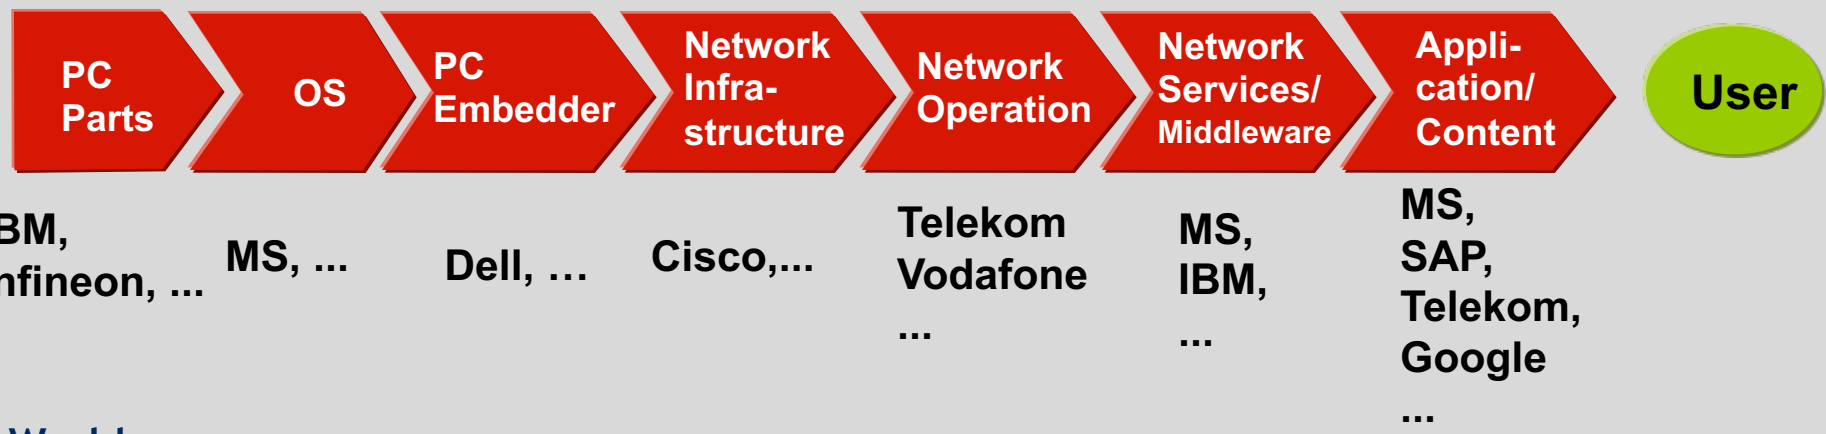 PC
Parts
OS
PC
Embedder
Network
Infra-
structure
Network
Operation
Network
Services/
Middleware
Appli-
cation/
Content
User
BM,
nfineon, ...
MS, ...
Dell, …
Cisco,...
Telekom
Vodafone
...
MS,
IBM,
...
MS,
SAP,
Telekom,
Google
...